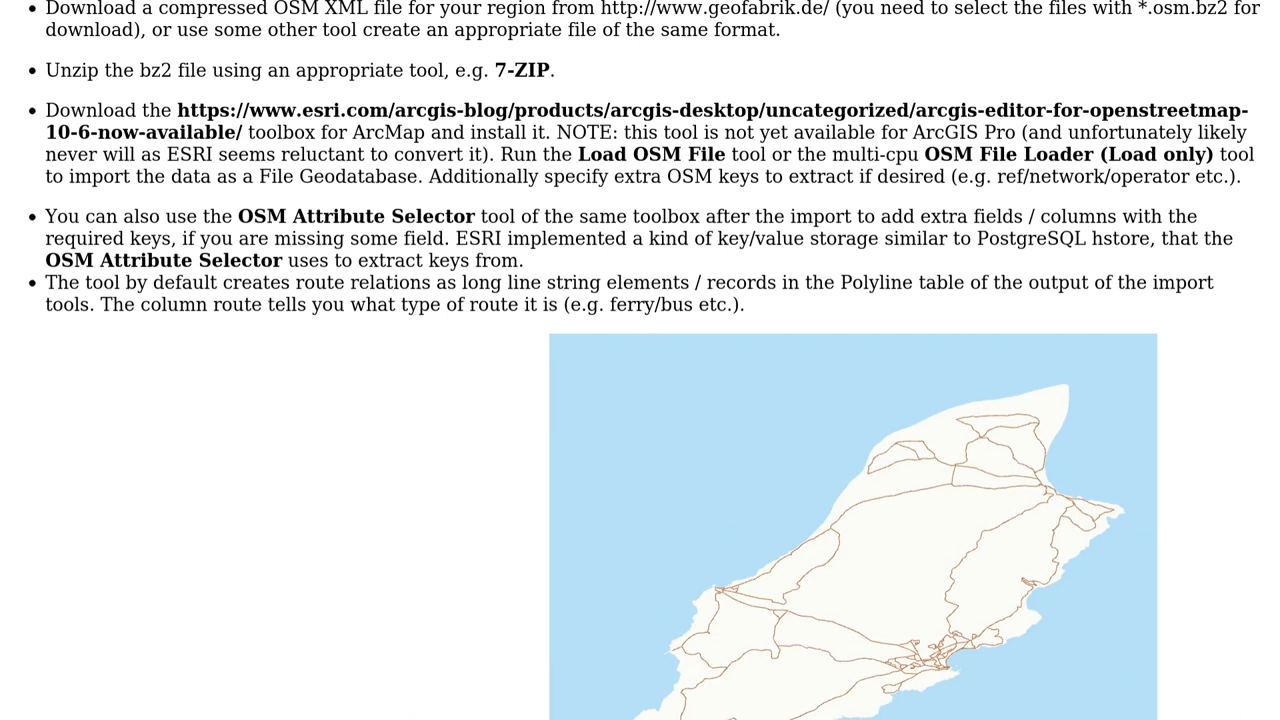 • Download a compressed OSM XML file for your region from http://www.geofabrik.de/ (you need to select the files with *.osm.bz2 for
download), or use some other tool create an appropriate file of the same format.
• Unzip the bz2 file using an appropriate tool, e.g. 7-ZIP.
• Download the https://www.esri.com/arcgis-blog/products/arcgis-desktop/uncategorized/arcgis-editor-for-openstreetmap-
10-6-now-available/ toolbox for ArcMap and install it. NOTE: this tool is not yet available for ArcGIS Pro (and unfortunately likely
never will as ESRI seems reluctant to convert it). Run the Load OSM File tool or the multi-cpu OSM File Loader (Load only) tool
to import the data as a File Geodatabase. Additionally specify extra OSM keys to extract if desired (e.g. ref/network/operator etc.).
• You can also use the OSM Attribute Selector tool of the same toolbox after the import to add extra fields / columns with the
required keys, if you are missing some field. ESRI implemented a kind of key/value storage similar to PostgreSQL hstore, that the
OSM Attribute Selector uses to extract keys from.
• The tool by default creates route relations as long line string elements / records in the Polyline table of the output of the import
tools. The column route tells you what type of route it is (e.g. ferry/bus etc.).